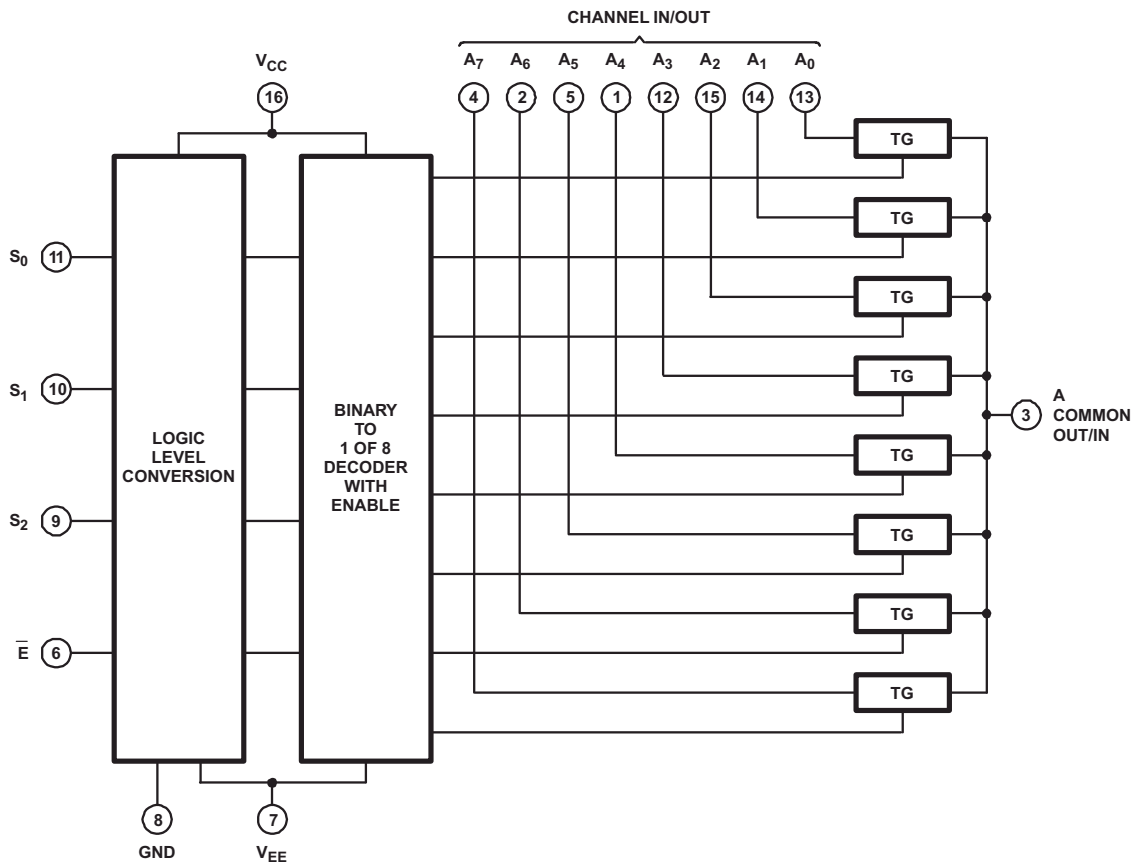 CHANNEL IN/OUT
VCC A7 A6 A5 A4 A3 A2 A1 A0
16 4 2 5 1 12 15 14 13
TG
TG
S0 11
TG
TG
S1 10
LOGIC
LEVEL
CONVERSION
BINARY
TO
1 OF 8
DECODER
WITH
ENABLE
3
A
COMMON
OUT/IN
TG
S2 9
TG
TG
E̅ 6
TG
8 7
GND VEE